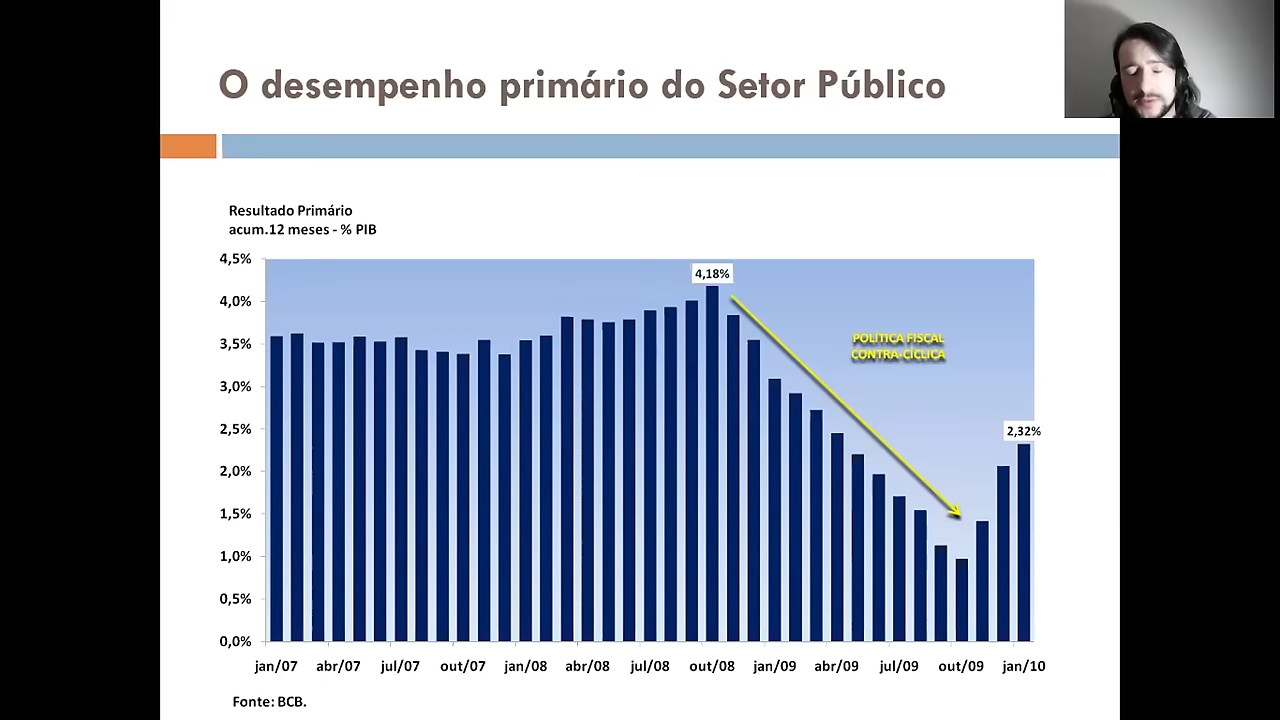 O desempenho primário do Setor Público
Resultado Primário
acum.12 meses - % PIB
4,5%
4,0%
3,5%
3,0%
2,5%
2,0%
1,5%
1,0%
0,5%
0,0%
4,18%
POLÍTICA FISCAL
CONTRA-CÍCLICA
2,32%
jan/07 abr/07 jul/07 out/07 jan/08 abr/08 jul/08 out/08 jan/09 abr/09 jul/09 out/09 jan/10
Fonte: BCB.